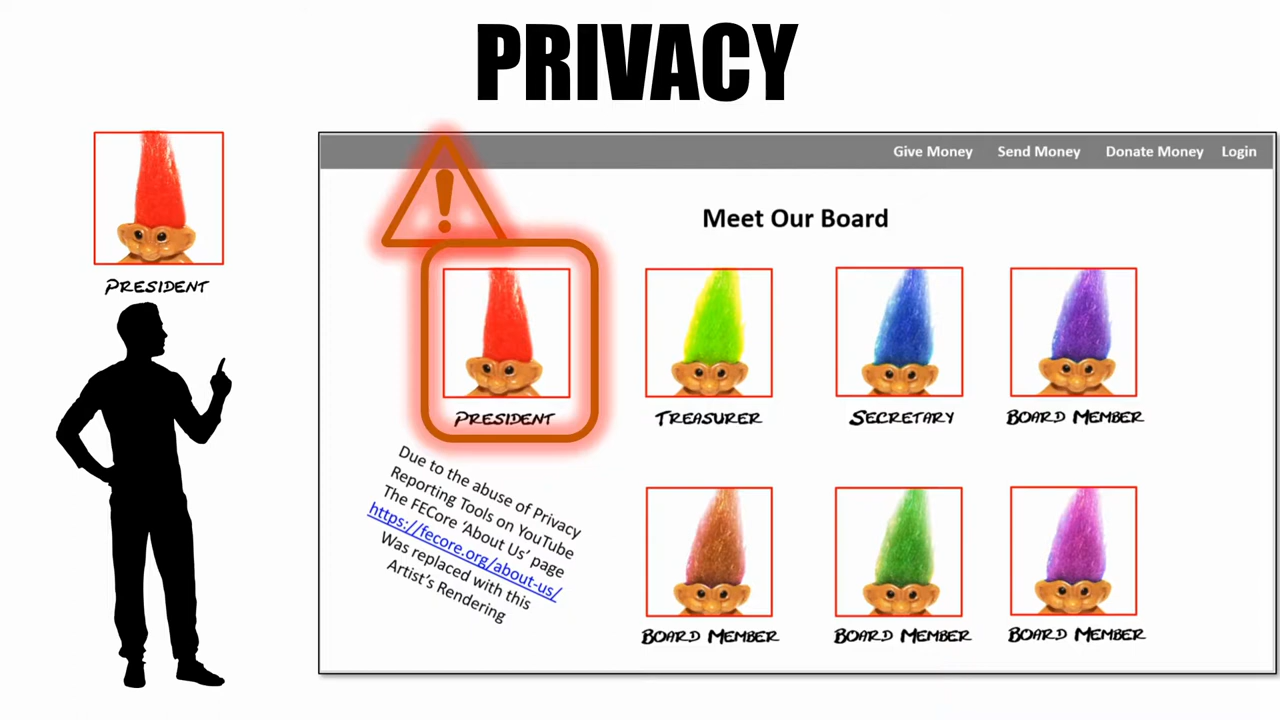 PRIVACY
PRESIDENT
Give Money Send Money Donate Money Login
Meet Our Board
PRESIDENT TREASURER SECRETARY BOARD MEMBER
Due to the abuse of Privacy
Reporting Tools on YouTube
The FECore ‘About Us’ page
https://fecore.org/about-us/
Was replaced with this
Artist’s Rendering
BOARD MEMBER BOARD MEMBER BOARD MEMBER